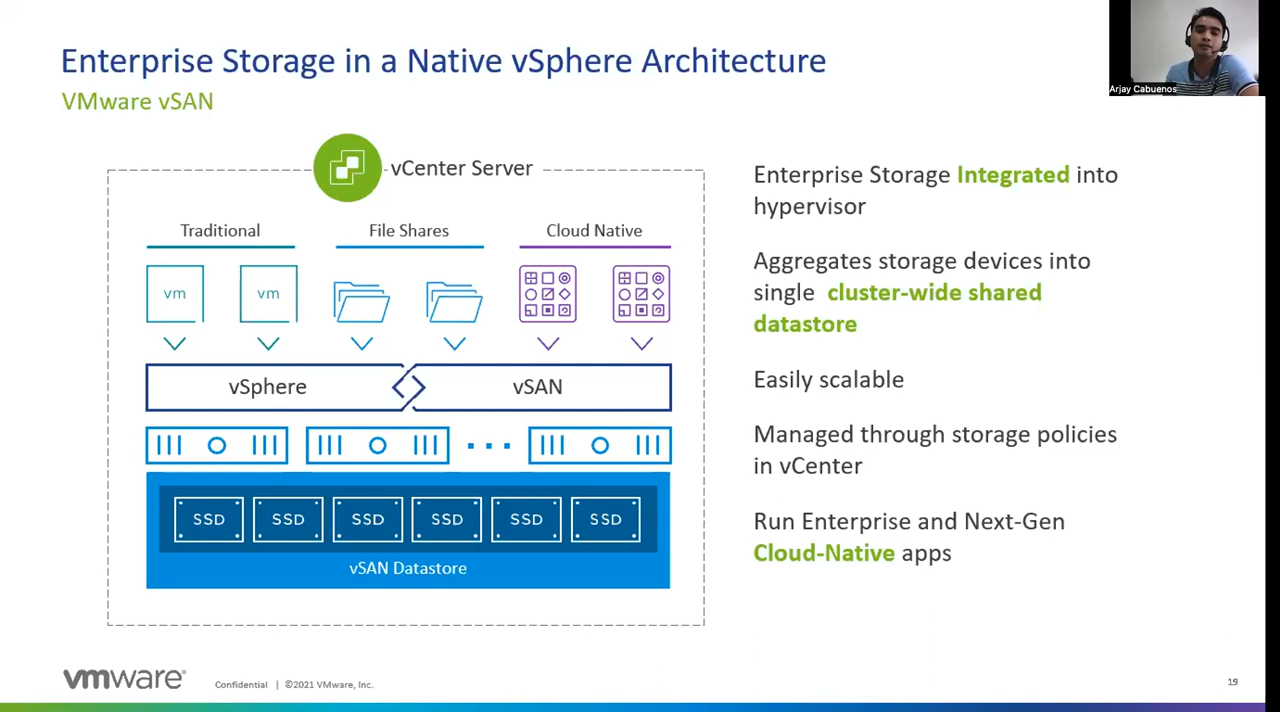 Arjay Cabuenos
Enterprise Storage in a Native vSphere Architecture
VMware vSAN
vCenter Server
Traditional
File Shares
Cloud Native
vm
vm
vSphere
vSAN
SSD
SSD
SSD
SSD
SSD
SSD
vSAN Datastore
Enterprise Storage Integrated into
hypervisor
Aggregates storage devices into
single cluster-wide shared
datastore
Easily scalable
Managed through storage policies
in vCenter
Run Enterprise and Next-Gen
Cloud-Native apps
vmware®
Confidential | ©2021 VMware, Inc.
19